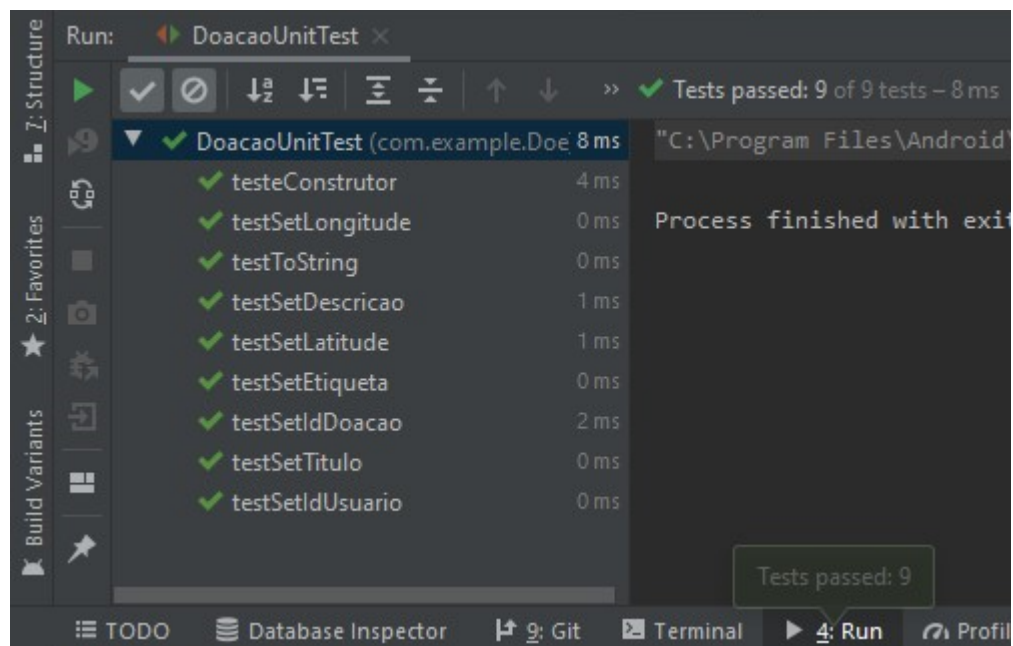 Run: DoacaoUnitTest
Tests passed: 9 of 9 tests – 8 ms
DoacaoUnitTest (com.example.Doe 8 ms
testeConstrutor 4 ms
testSetLongitude 0 ms
testToString 0 ms
testSetDescricao 1 ms
testSetLatitude 1 ms
testSetEtiqueta 0 ms
testSetIdDoacao 2 ms
testSetTitulo 0 ms
testSetIdUsuario 0 ms
"C:\Program Files\Android\
Process finished with exit
7: Structure
2: Favorites
Build Variants
Tests passed: 9
TODO Database Inspector 9: Git Terminal 4: Run Profil